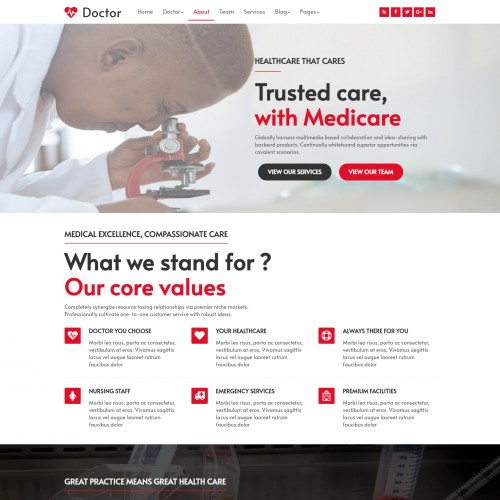 Doctor
Home Doctor About Team Services Blog Pages
HEALTHCARE THAT CARES
Trusted care,
with Medicare
Globally harness multimedia based collaboration and idea-sharing with
backend products. Continually whiteboard superior opportunities via
covalent scenarios.
VIEW OUR SERVICES VIEW OUR TEAM
MEDICAL EXCELLENCE, COMPASSIONATE CARE
What we stand for ?
Our core values
Completely synergize resource taxing relationships via premier niche markets.
Professionally cultivate one-to-one customer service with robust ideas.
DOCTOR YOU CHOOSE
Morbi leo risus, porta ac consectetur,
vestibulum at eros. Vivamus sagittis
lacus vel augue laoreet rutrum
faucibus dolor
YOUR HEALTHCARE
Morbi leo risus, porta ac consectetur,
vestibulum at eros. Vivamus sagittis
lacus vel augue laoreet rutrum
faucibus dolor
ALWAYS THERE FOR YOU
Morbi leo risus, porta ac consectetur,
vestibulum at eros. Vivamus sagittis
lacus vel augue laoreet rutrum
faucibus dolor
NURSING STAFF
Morbi leo risus, porta ac consectetur,
vestibulum at eros. Vivamus sagittis
lacus vel augue laoreet rutrum
faucibus dolor
EMERGENCY SERVICES
Morbi leo risus, porta ac consectetur,
vestibulum at eros. Vivamus sagittis
lacus vel augue laoreet rutrum
faucibus dolor
PREMIUM FACILITIES
Morbi leo risus, porta ac consectetur,
vestibulum at eros. Vivamus sagittis
lacus vel augue laoreet rutrum
faucibus dolor
GREAT PRACTICE MEANS GREAT HEALTH CARE